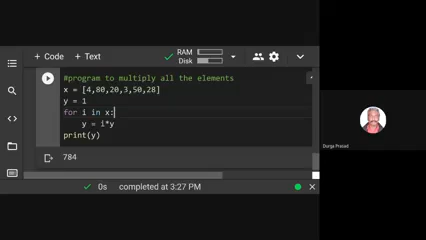 + Code + Text
RAM
Disk
#program to multiply all the elements
x = [4,80,20,3,50,28]
y = 1
for i in x:
y = i*y
print(y)
784
0s completed at 3:27 PM
Durga Prasad